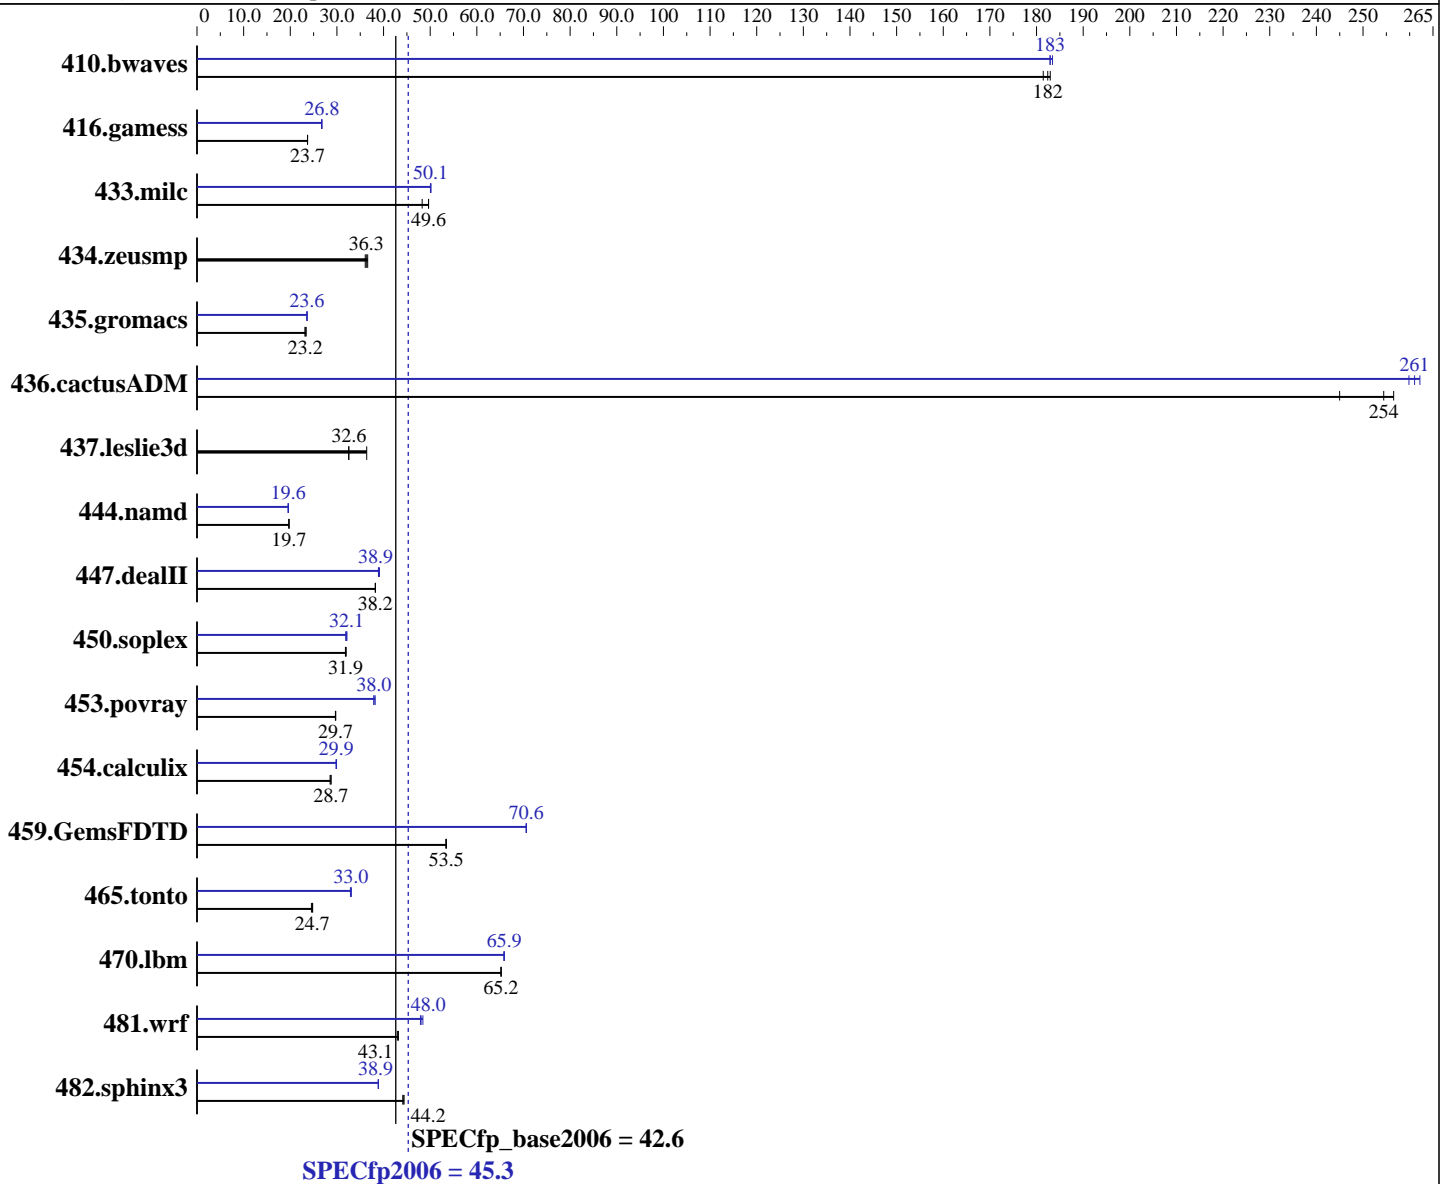 0 10.0 20.0 30.0 40.0 50.0 60.0 70.0 80.0 90.0 100 110 120 130 140 150 160 170 180 190 200 210 220 230 240 250 265
183
410.bwaves
182
26.8
416.gamess
23.7
50.1
433.milc
49.6
36.3
434.zeusmp
23.6
435.gromacs
23.2
261
436.cactusADM
254
32.6
437.leslie3d
19.6
444.namd
19.7
38.9
447.dealII
38.2
32.1
450.soplex
31.9
38.0
453.povray
29.7
29.9
454.calculix
28.7
70.6
459.GemsFDTD
53.5
33.0
465.tonto
24.7
65.9
470.lbm
65.2
48.0
481.wrf
43.1
38.9
482.sphinx3
44.2
SPECfp_base2006 = 42.6
SPECfp2006 = 45.3